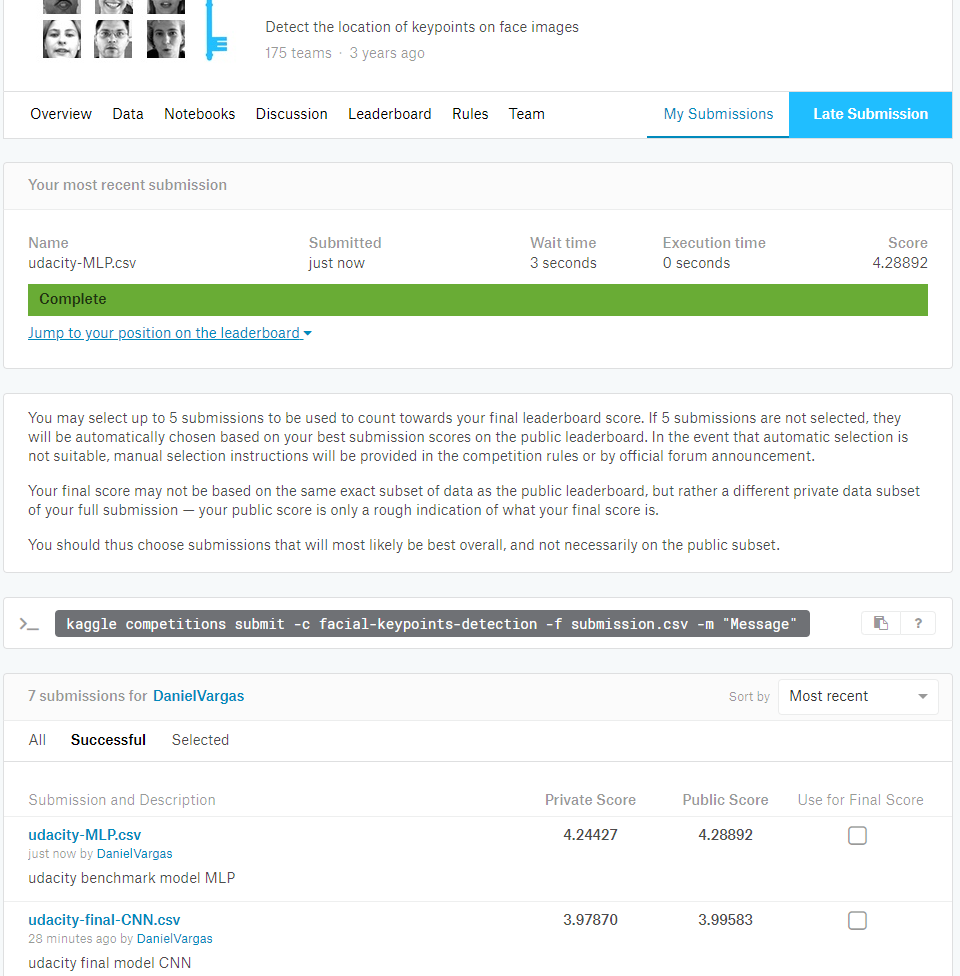 Detect the location of keypoints on face images
175 teams · 3 years ago
Overview Data Notebooks Discussion Leaderboard Rules Team My Submissions Late Submission
Your most recent submission
Name Submitted Wait time Execution time Score
udacity-MLP.csv just now 3 seconds 0 seconds 4.28892
Complete
Jump to your position on the leaderboard
You may select up to 5 submissions to be used to count towards your final leaderboard score. If 5 submissions are not selected, they
will be automatically chosen based on your best submission scores on the public leaderboard. In the event that automatic selection is
not suitable, manual selection instructions will be provided in the competition rules or by official forum announcement.
Your final score may not be based on the same exact subset of data as the public leaderboard, but rather a different private data subset
of your full submission — your public score is only a rough indication of what your final score is.
You should thus choose submissions that will most likely be best overall, and not necessarily on the public subset.
>_ kaggle competitions submit -c facial-keypoints-detection -f submission.csv -m "Message" ?
7 submissions for DanielVargas Sort by Most recent
All Successful Selected
Submission and Description Private Score Public Score Use for Final Score
udacity-MLP.csv 4.24427 4.28892
just now by DanielVargas
udacity benchmark model MLP
udacity-final-CNN.csv 3.97870 3.99583
28 minutes ago by DanielVargas
udacity final model CNN